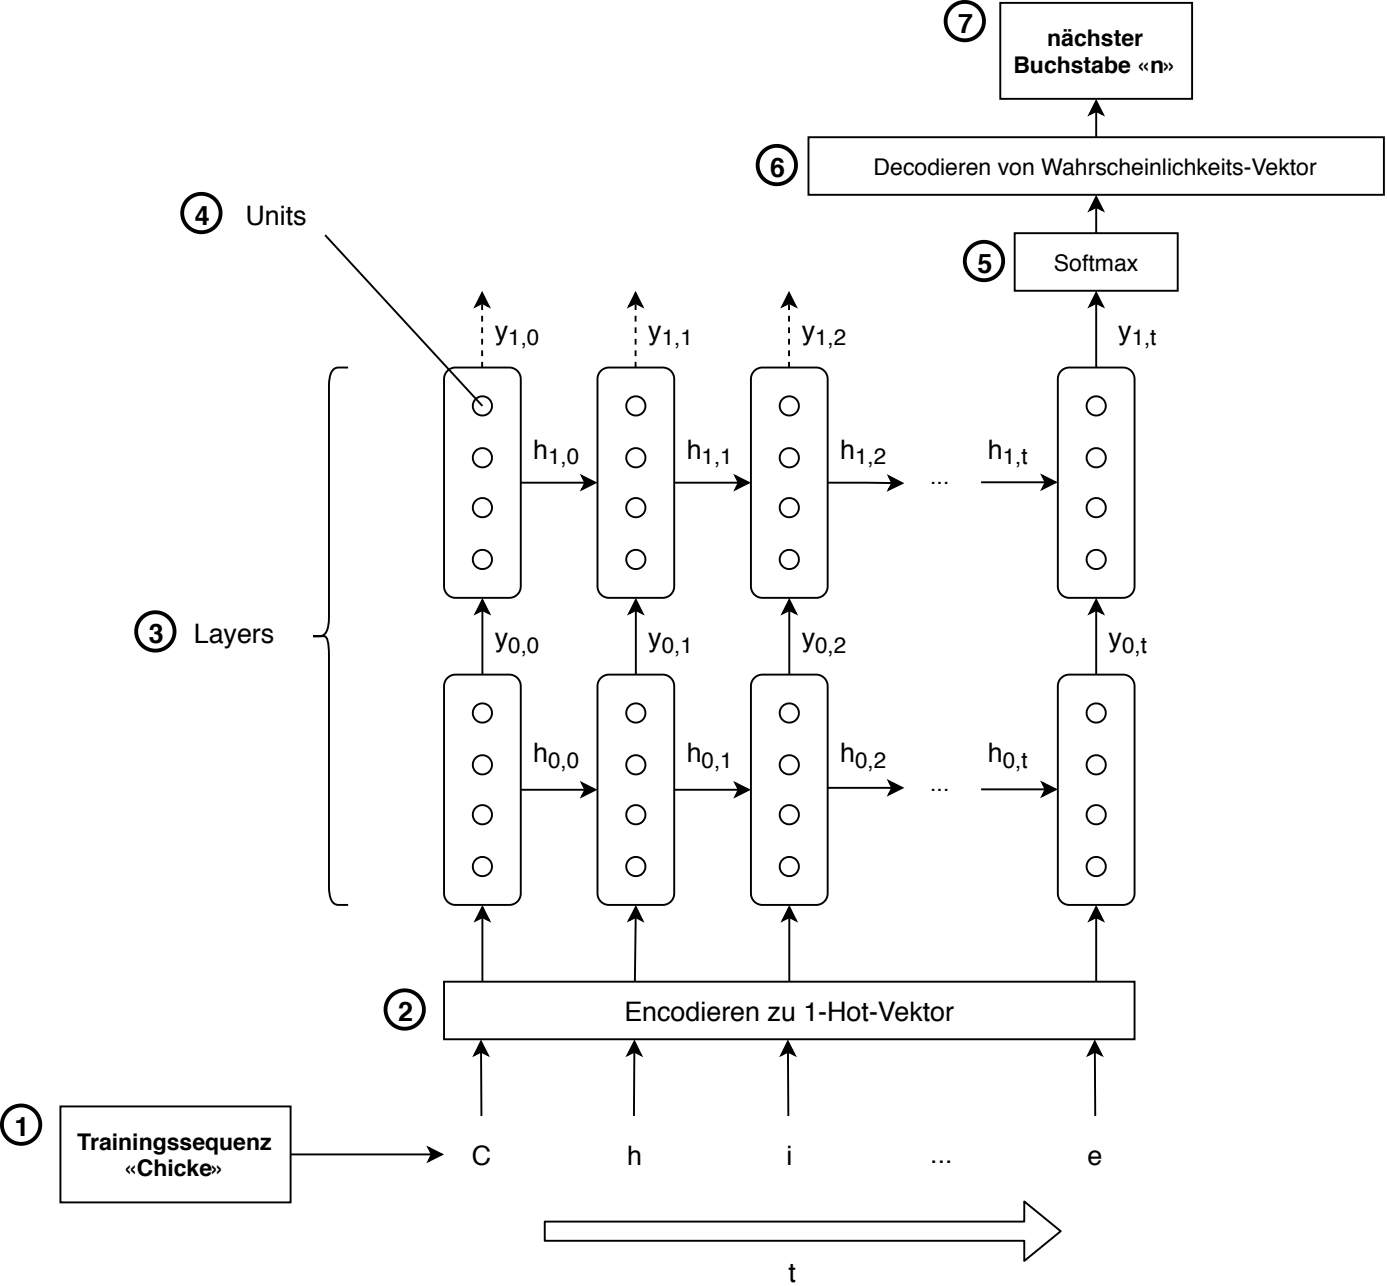 7
nächster
Buchstabe «n»
6
Decodieren von Wahrscheinlichkeits-Vektor
4 Units
5
Softmax
y1,0 y1,1 y1,2 y1,t
h1,0 h1,1 h1,2 ... h1,t
3 Layers
y0,0 y0,1 y0,2 y0,t
h0,0 h0,1 h0,2 ... h0,t
2
Encodieren zu 1-Hot-Vektor
1
Trainingssequenz
«Chicke»
C h i ... e
t